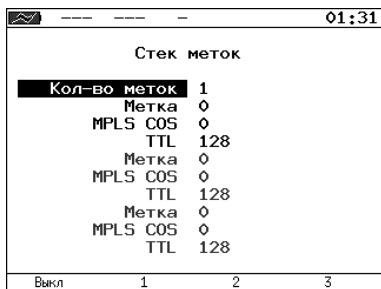 --- --- - 01:31
Стек меток
Кол-во меток 1
Метка 0
MPLS COS 0
TTL 128
Метка 0
MPLS COS 0
TTL 128
Метка 0
MPLS COS 0
TTL 128
Выкл 1 2 3